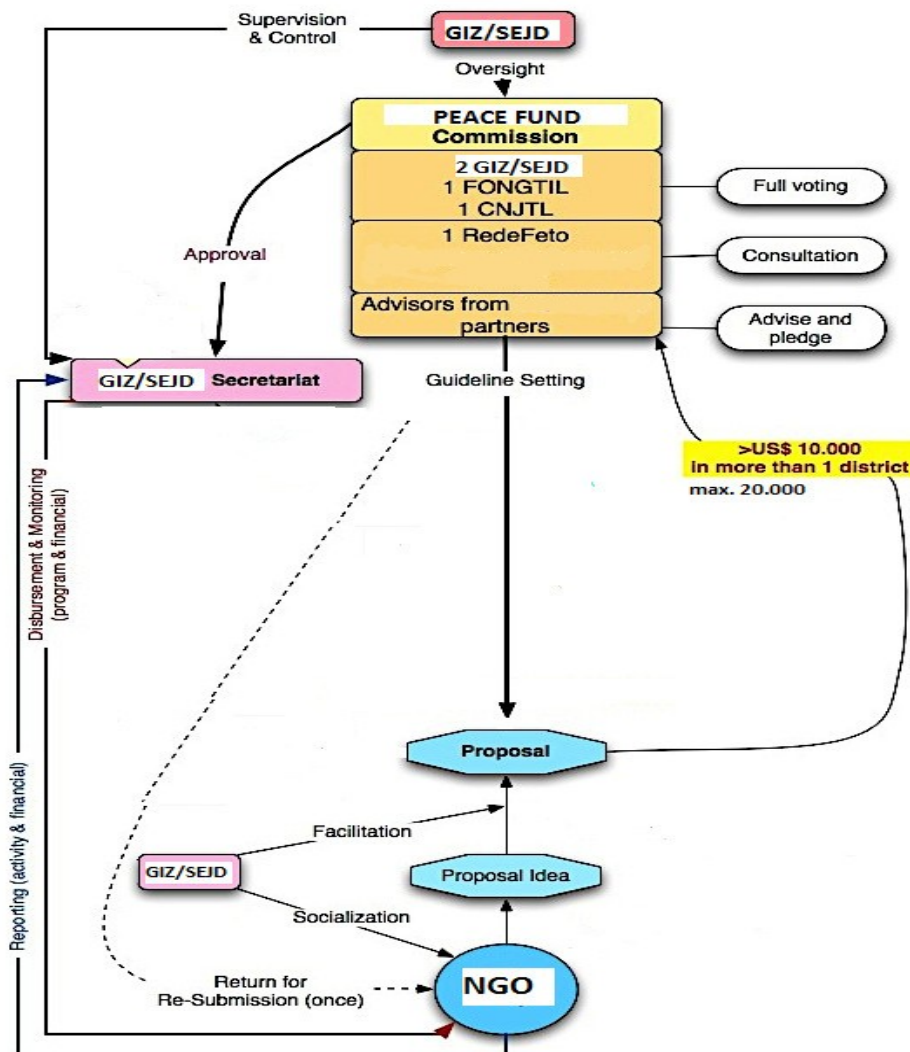 Supervision
& Control
GIZ/SEJD
Oversight
PEACE FUND
Commission
2 GIZ/SEJD
1 FONGTIL
1 CNJTL
Full voting
1 RedeFeto
Consultation
Approval
Advisors from
partners
Advise and
pledge
GIZ/SEJD Secretariat
Guideline Setting
>US$ 10.000
in more than 1 district
max. 20.000
Disbursement & Monitoring
(program & financial)
Reporting (activity & financial)
Proposal
Facilitation
GIZ/SEJD
Proposal Idea
Socialization
Return for
Re-Submission (once)
NGO